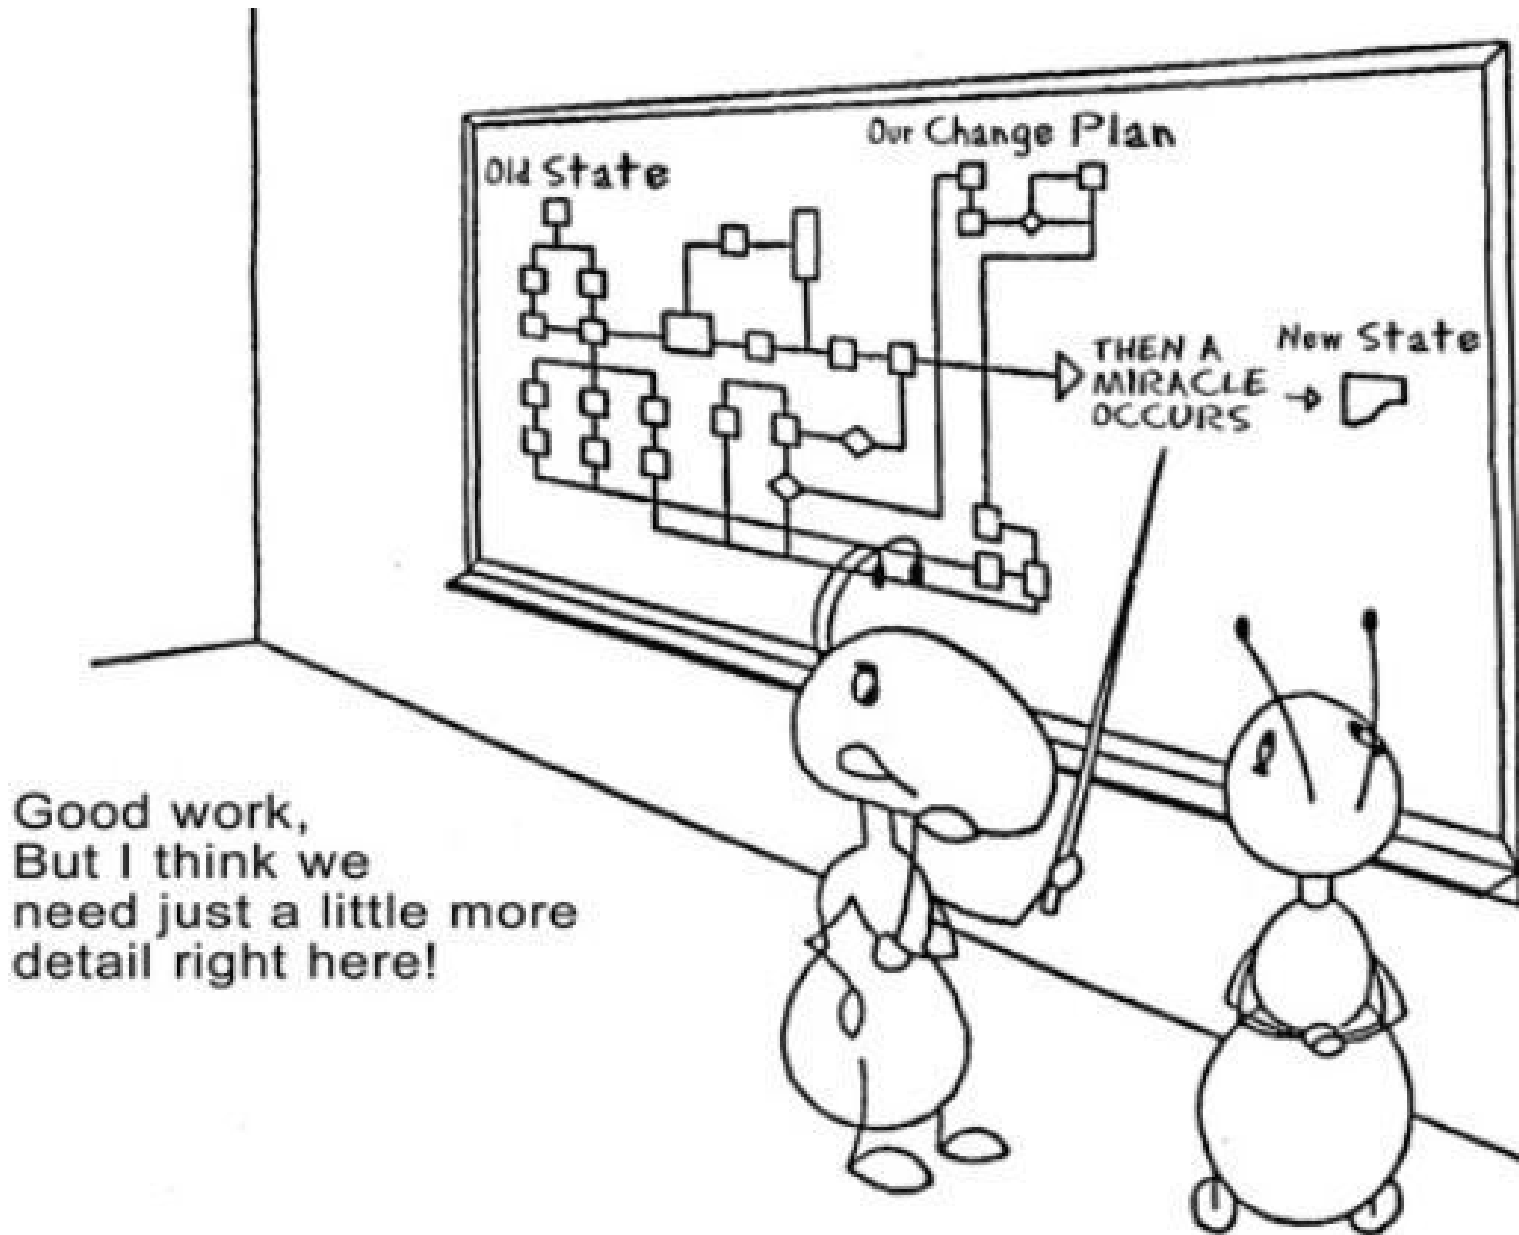 Our Change Plan
Old State
THEN A
MIRACLE
OCCURS
New State
Good work,
But I think we
need just a little more
detail right here!